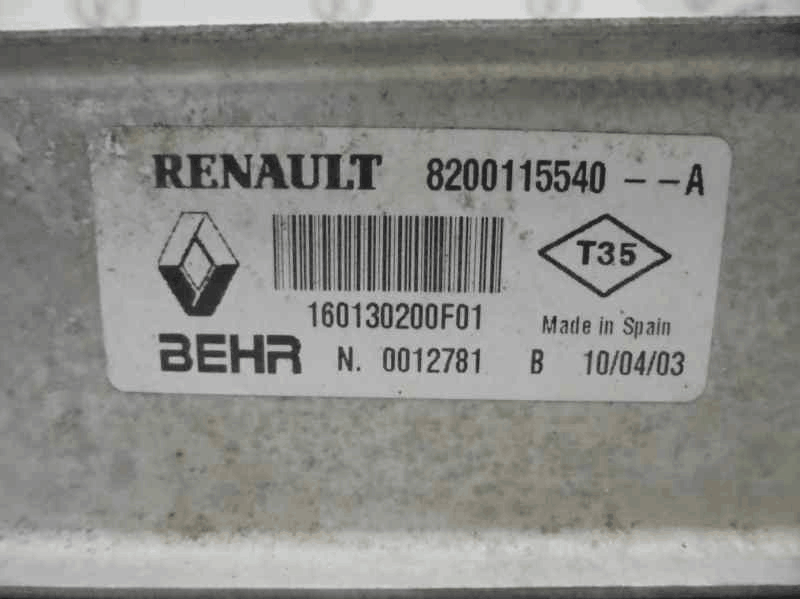 RENAULT 8200115540 - - A
T35
160130200F01
Made in Spain
BEHR N. 0012781 B 10/04/03